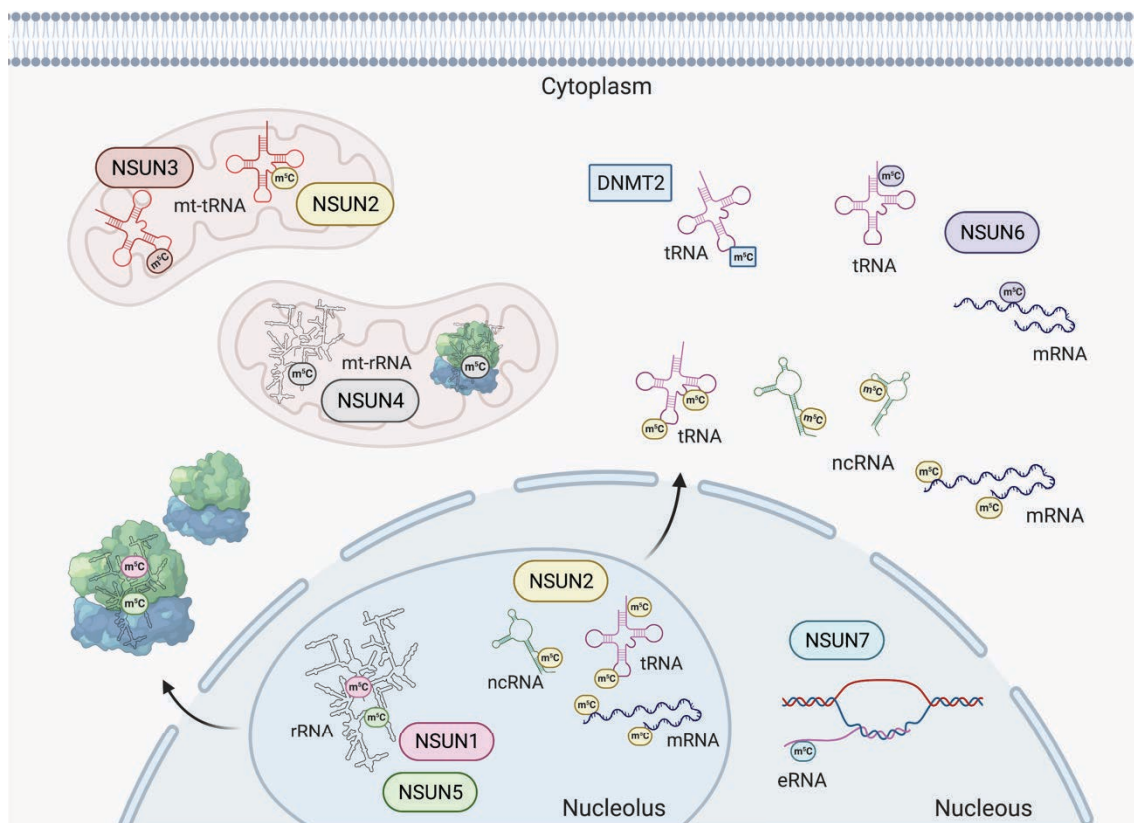 Cytoplasm
NSUN3
m⁵C
mt-tRNA
NSUN2
m⁵C
DNMT2
tRNA
m⁵C
m⁵C
tRNA
NSUN6
m⁵C
mRNA
m⁵C
mt-rRNA
NSUN4
m⁵C
m⁵C
m⁵C
tRNA
m⁵C
m⁵C
ncRNA
m⁵C
m⁵C
mRNA
m⁵C
m⁵C
NSUN2
m⁵C
m⁵C
ncRNA
tRNA
m⁵C
m⁵C
m⁵C
mRNA
m⁵C
m⁵C
rRNA
NSUN1
NSUN5
Nucleolus
NSUN7
m⁵C
eRNA
Nucleous